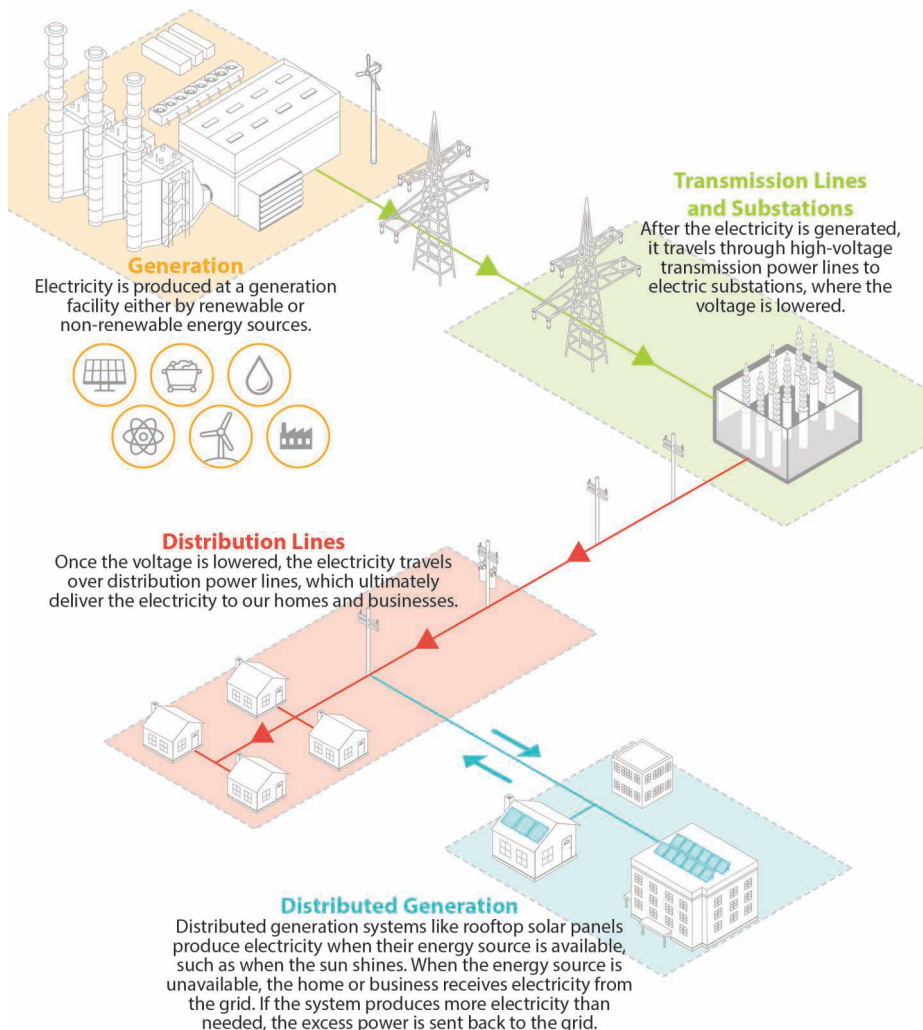 Generation
Electricity is produced at a generation
facility either by renewable or
non-renewable energy sources.
Transmission Lines
and Substations
After the electricity is generated,
it travels through high-voltage
transmission power lines to
electric substations, where the
voltage is lowered.
Distribution Lines
Once the voltage is lowered, the electricity travels
over distribution power lines, which ultimately
deliver the electricity to our homes and businesses.
Distributed Generation
Distributed generation systems like rooftop solar panels
produce electricity when their energy source is available,
such as when the sun shines. When the energy source is
unavailable, the home or business receives electricity from
the grid. If the system produces more electricity than
needed, the excess power is sent back to the grid.